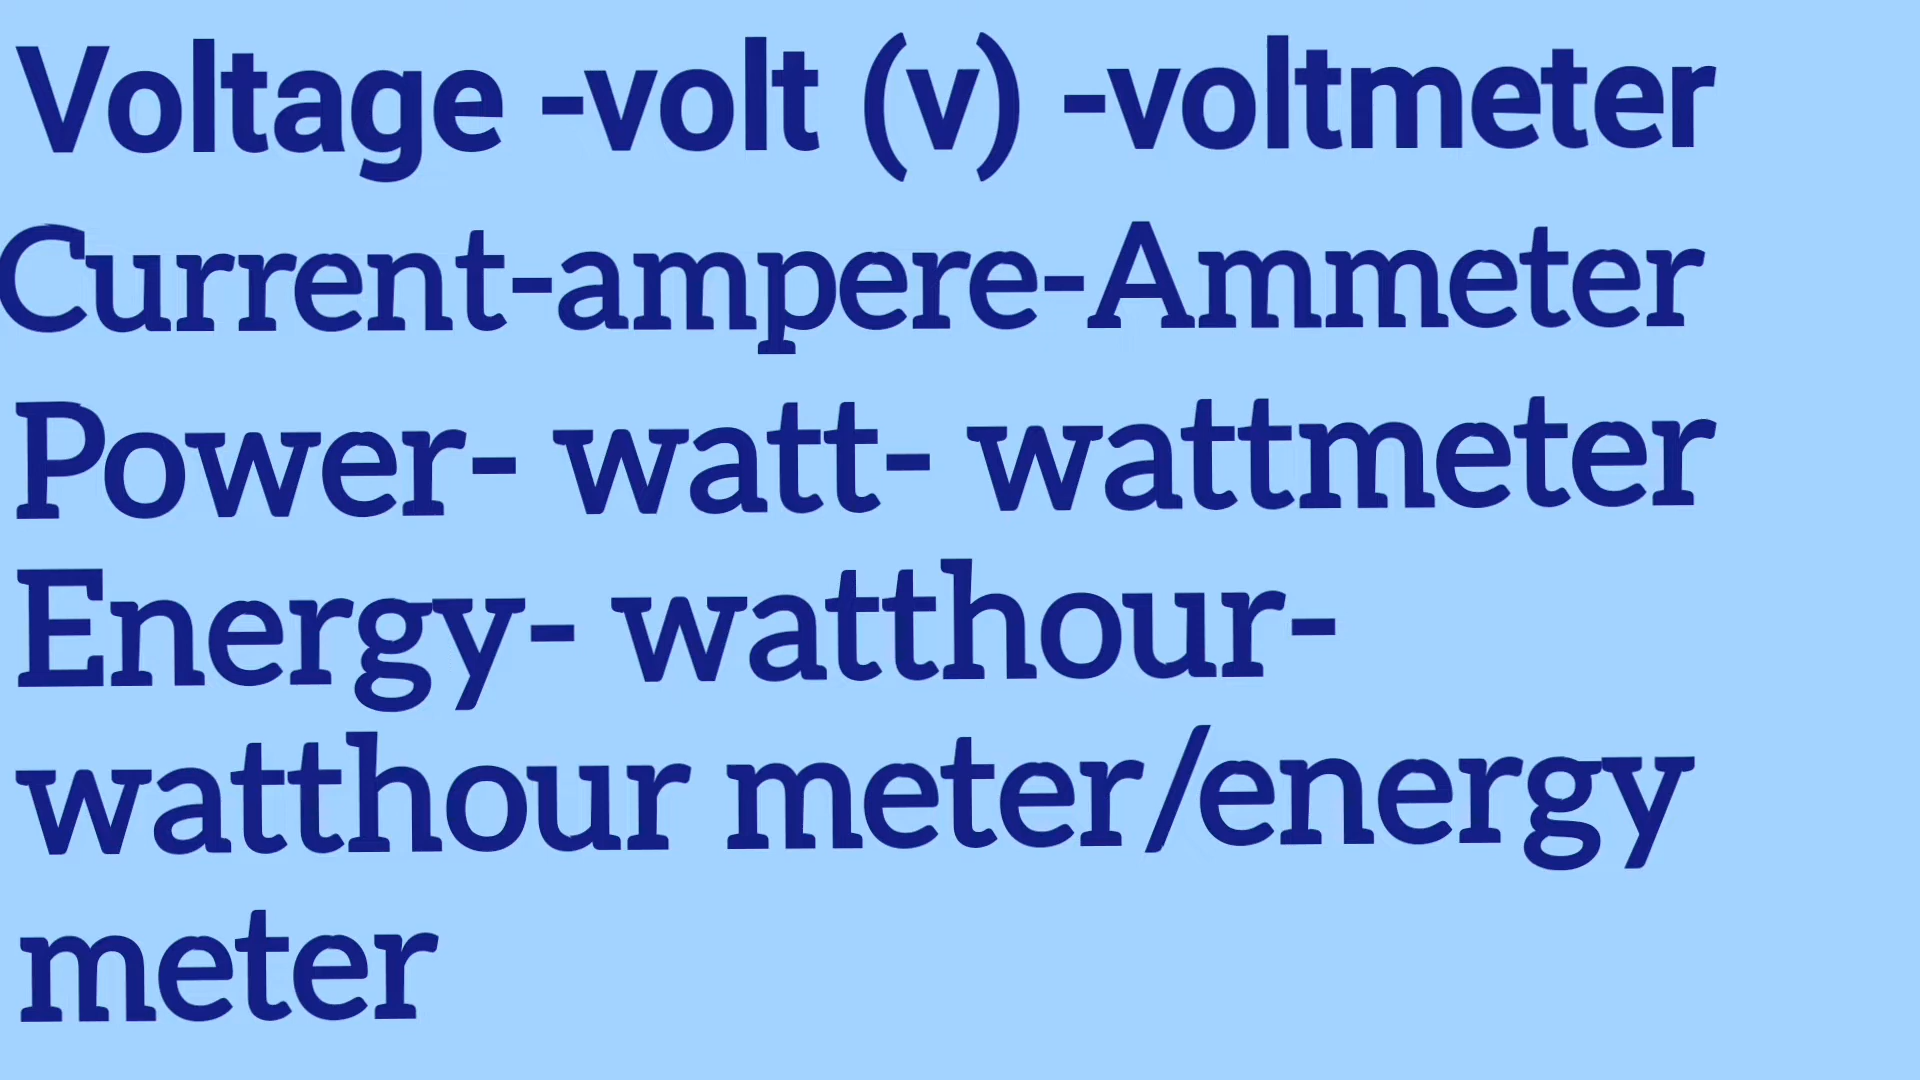 Voltage -volt (v) -voltmeter
Current-ampere-Ammeter
Power- watt- wattmeter
Energy- watthour-
watthour meter/energy
meter